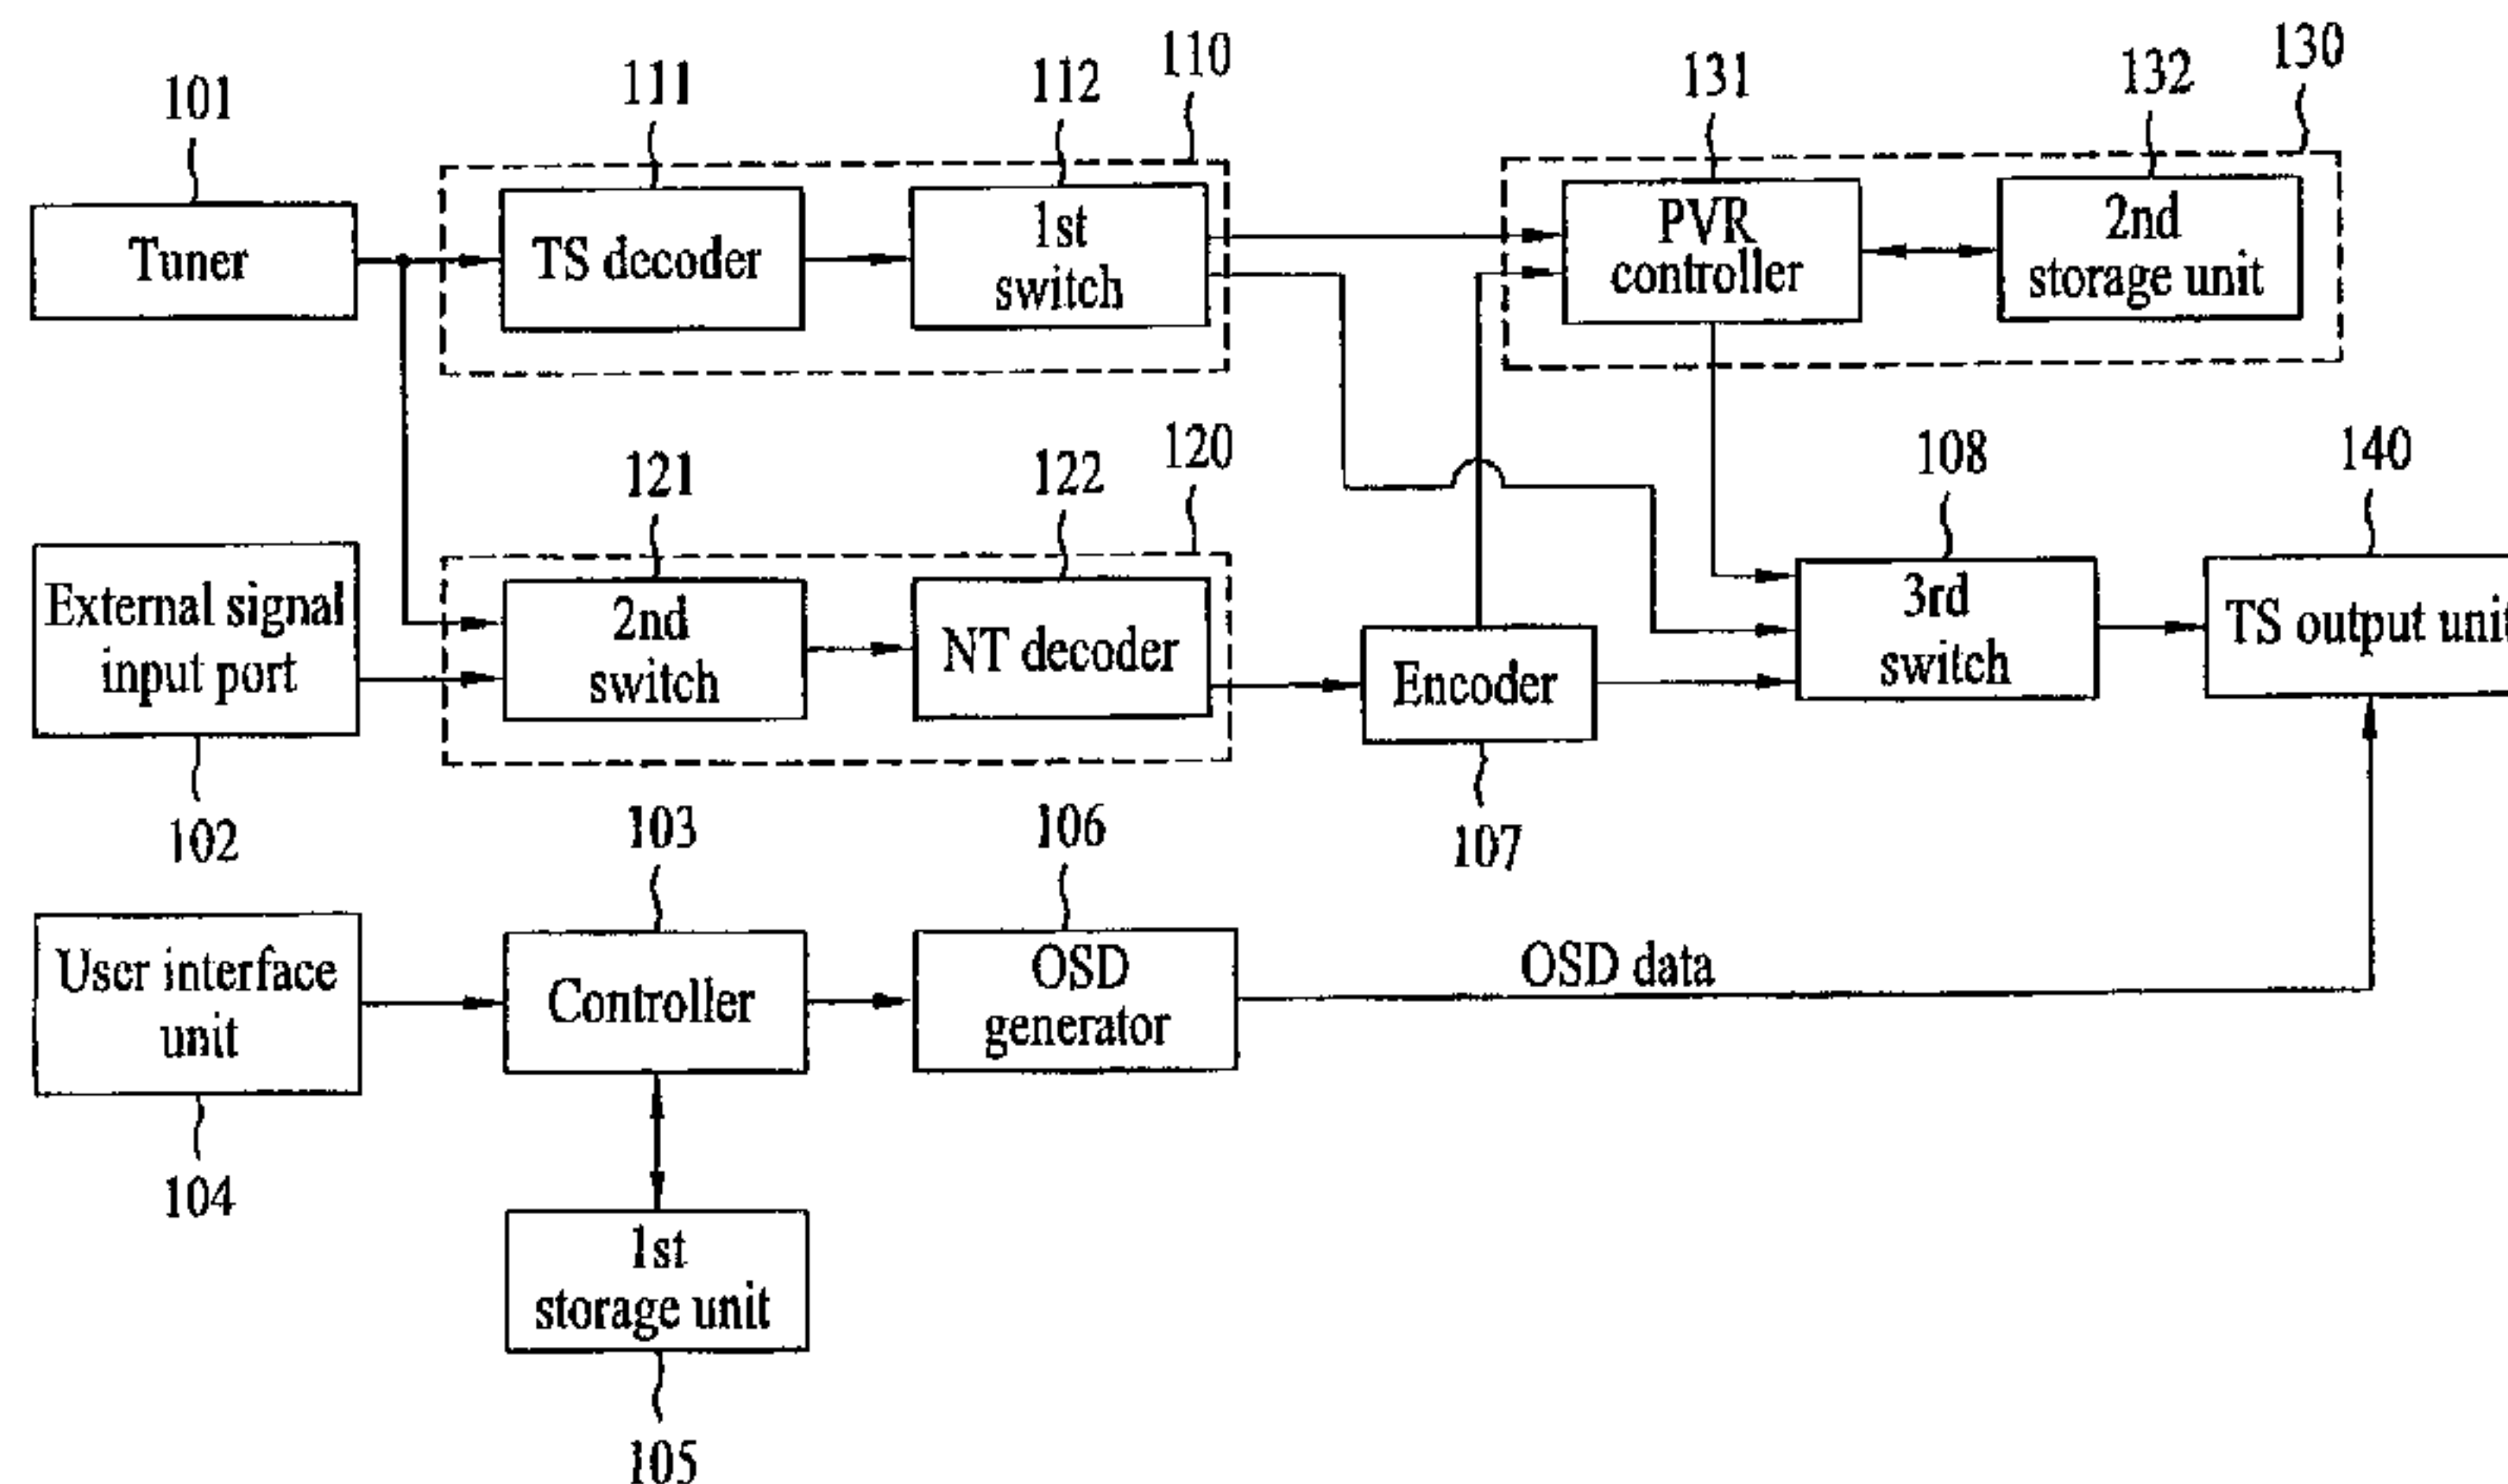 110
130
101
111
112
131
132
Tuner
TS decoder
1st
switch
PVR
controller
2nd
storage unit
121
122
120
108
140
External signal
input port
2nd
switch
NT decoder
Encoder
3rd
switch
TS output unit
102
103
106
107
User interface
unit
Controller
OSD
generator
OSD data
104
1st
storage unit
105